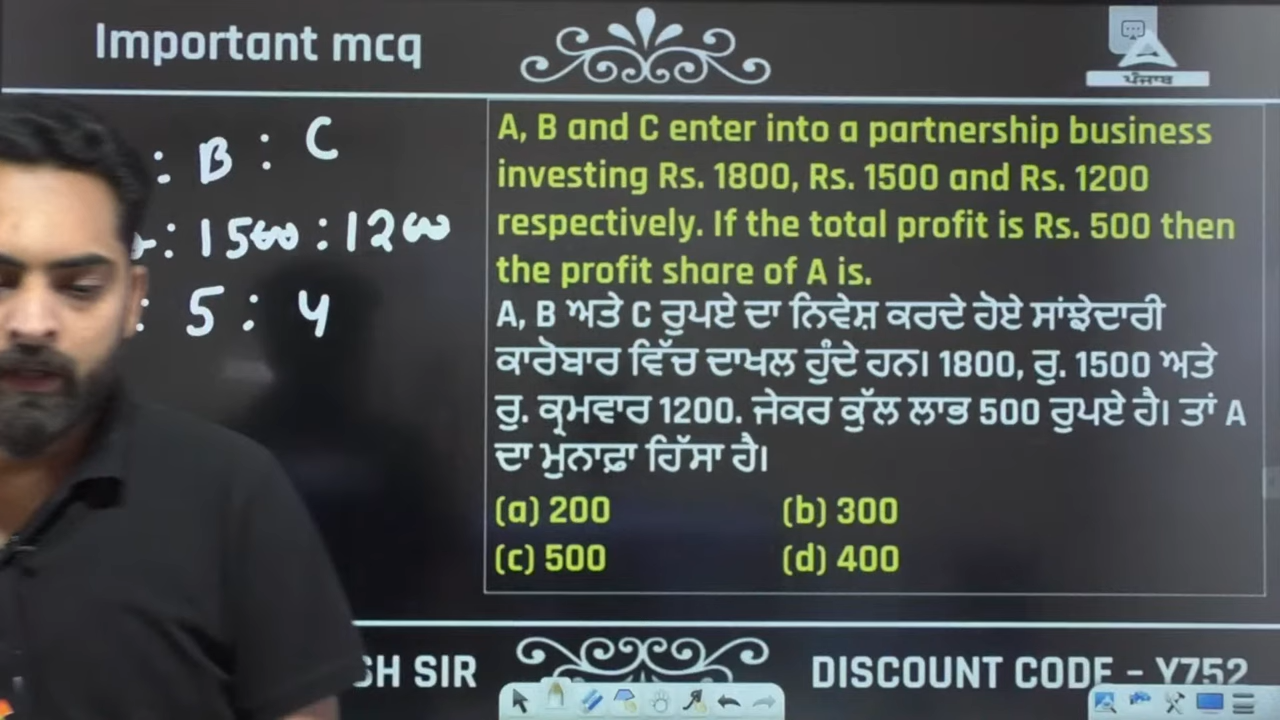 Important mcq
ਪੰਜਾਬ
: B : C
: 1500 : 1200
: 5 : 4
A, B and C enter into a partnership business
investing Rs. 1800, Rs. 1500 and Rs. 1200
respectively. If the total profit is Rs. 500 then
the profit share of A is.
A, B ਅਤੇ C ਰੁਪਏ ਦਾ ਨਿਵੇਸ਼ ਕਰਦੇ ਹੋਏ ਸਾਂਝੇਦਾਰੀ
ਕਾਰੋਬਾਰ ਵਿੱਚ ਦਾਖਲ ਹੁੰਦੇ ਹਨ। 1800, ਰੁ. 1500 ਅਤੇ
ਰੁ. ਕ੍ਰਮਵਾਰ 1200. ਜੇਕਰ ਕੁੱਲ ਲਾਭ 500 ਰੁਪਏ ਹੈ। ਤਾਂ A
ਦਾ ਮੁਨਾਫ਼ਾ ਹਿੱਸਾ ਹੈ।
(a) 200 (b) 300
(c) 500 (d) 400
SH SIR
DISCOUNT CODE - Y752